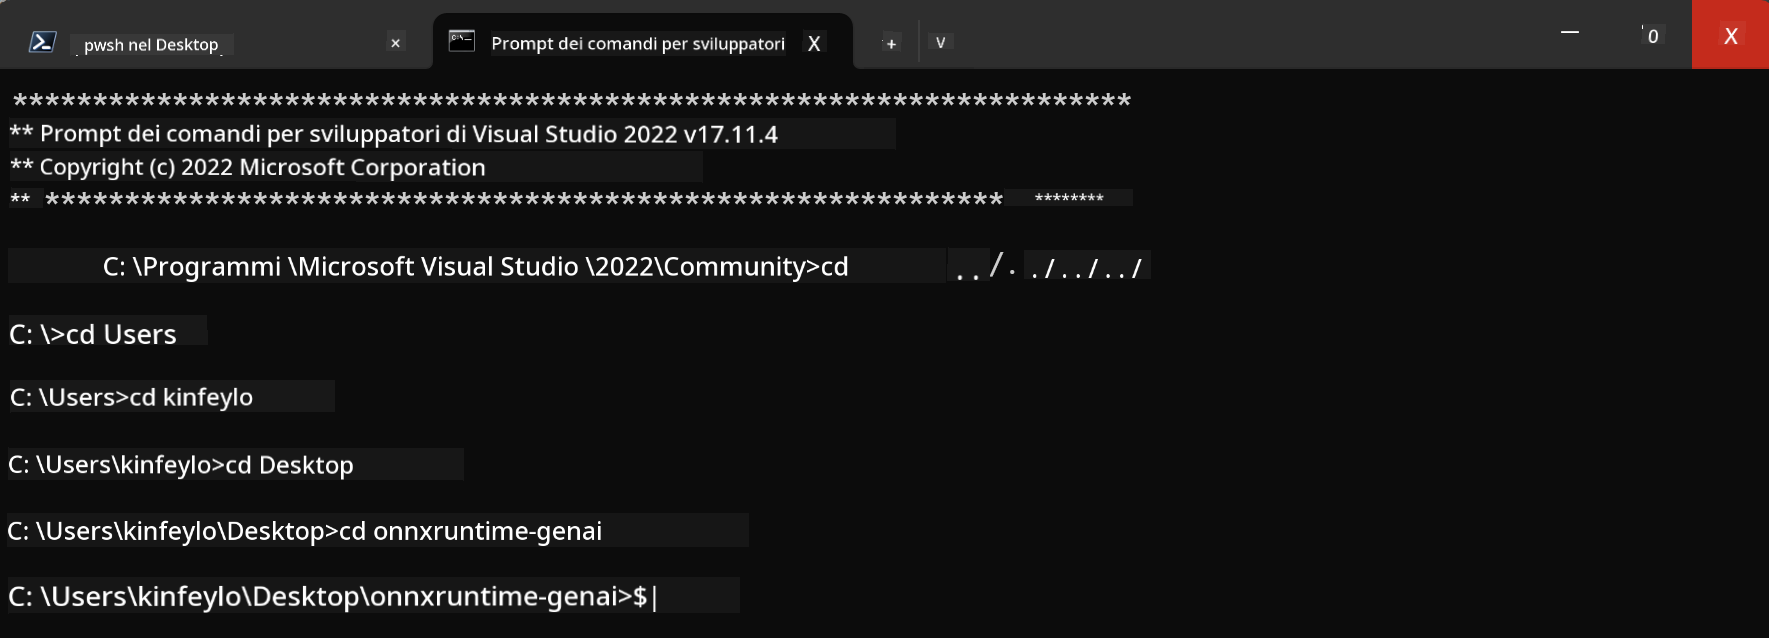 pwsh nel Desktop × Prompt dei comandi per sviluppatori X + v — 0 X
**********************************************************************
** Prompt dei comandi per sviluppatori di Visual Studio 2022 v17.11.4
** Copyright (c) 2022 Microsoft Corporation
** ************************************************************ ********
C: \Programmi \Microsoft Visual Studio \2022\Community>cd ../../../../
C: \>cd Users
C: \Users>cd kinfeylo
C: \Users\kinfeylo>cd Desktop
C: \Users\kinfeylo\Desktop>cd onnxruntime-genai
C: \Users\kinfeylo\Desktop\onnxruntime-genai>$|